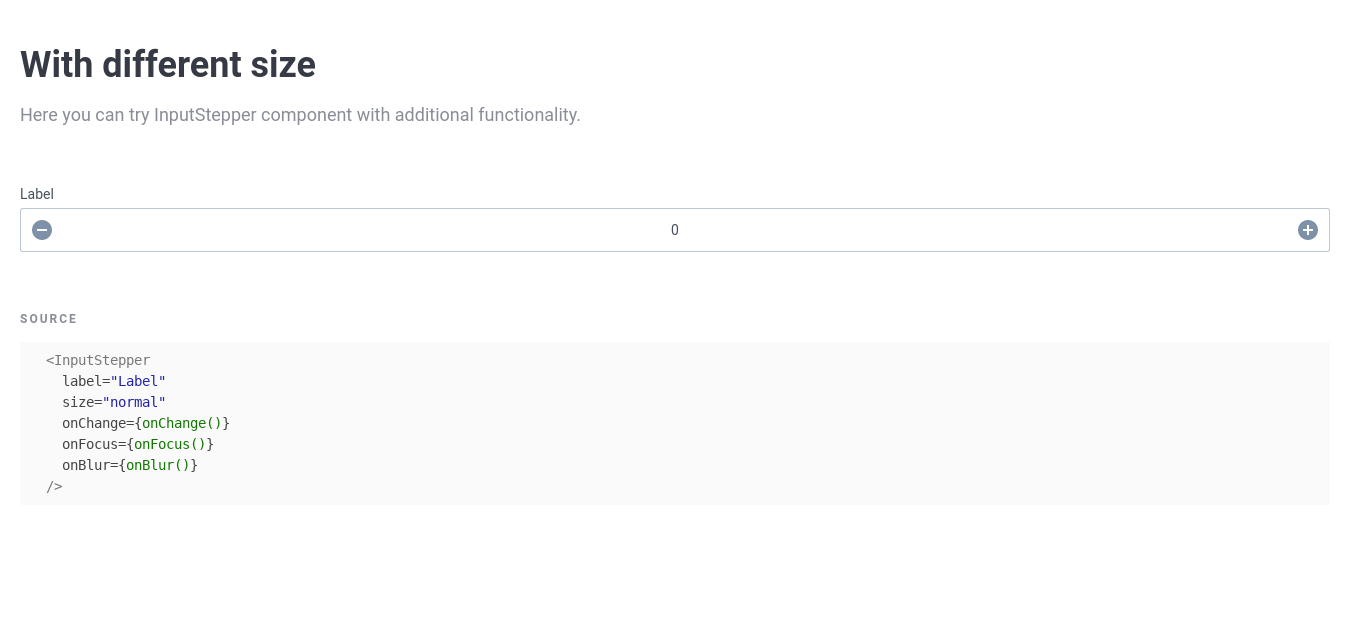 With different size
Here you can try InputStepper component with additional functionality.
Label
0
SOURCE
<InputStepper
label="Label"
size="normal"
onChange={onChange()}
onFocus={onFocus()}
onBlur={onBlur()}
/>